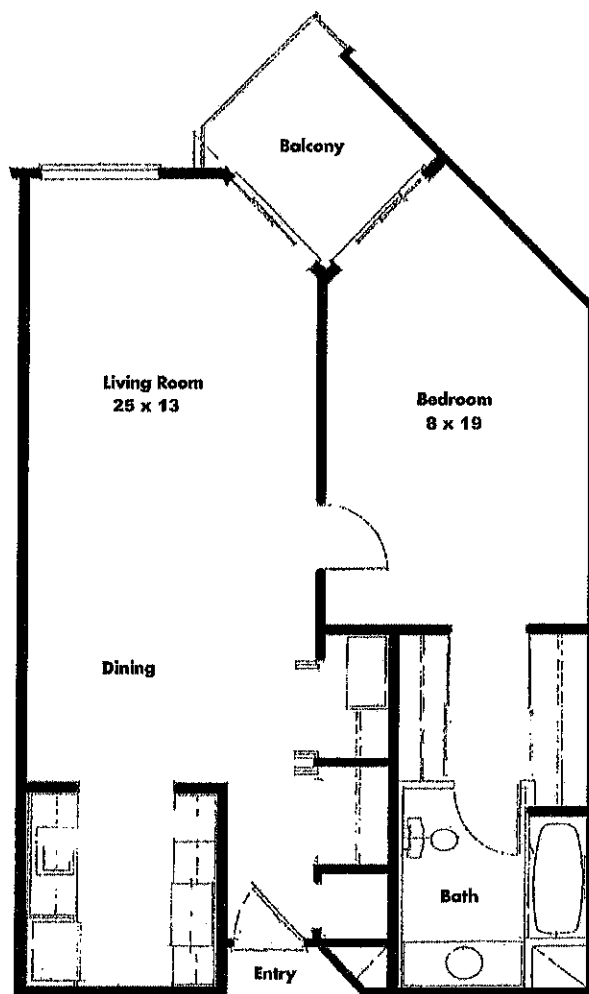 Balcony
Living Room
25 x 13
Bedroom
8 x 19
Dining
Bath
Entry